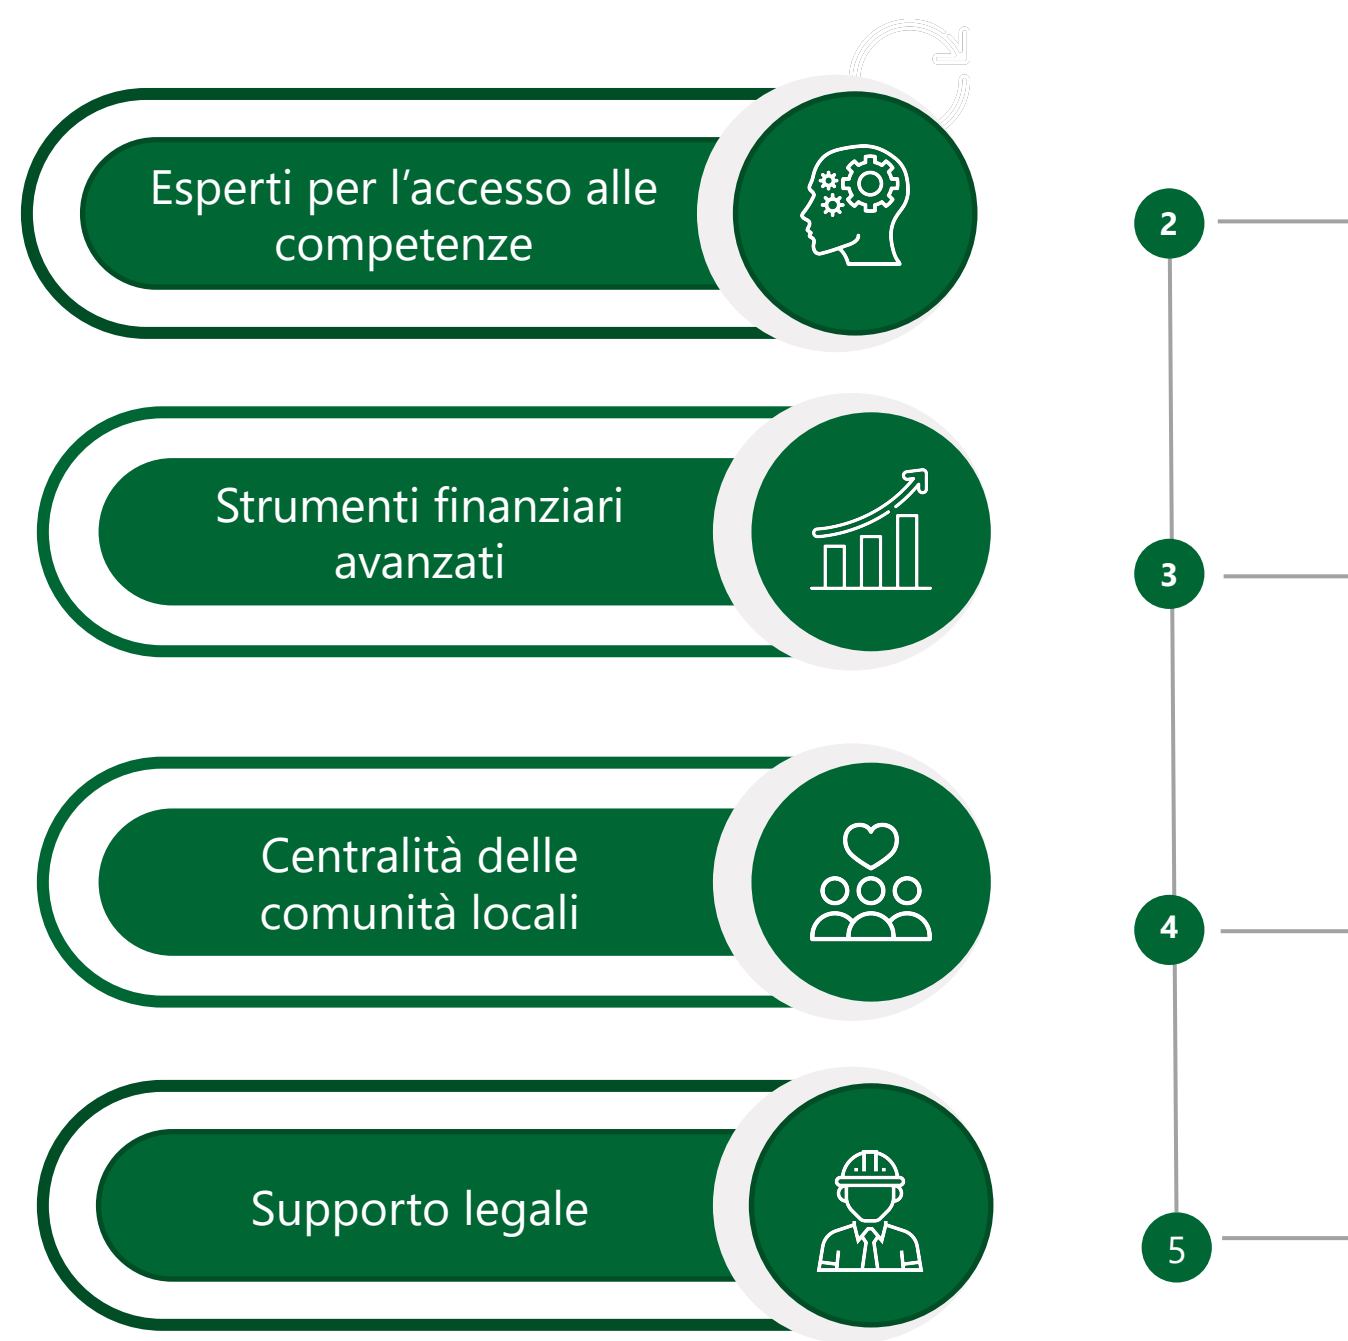 Esperti per l’accesso alle
competenze
2
Strumenti finanziari
avanzati
3
Centralità delle
comunità locali
4
Supporto legale
5